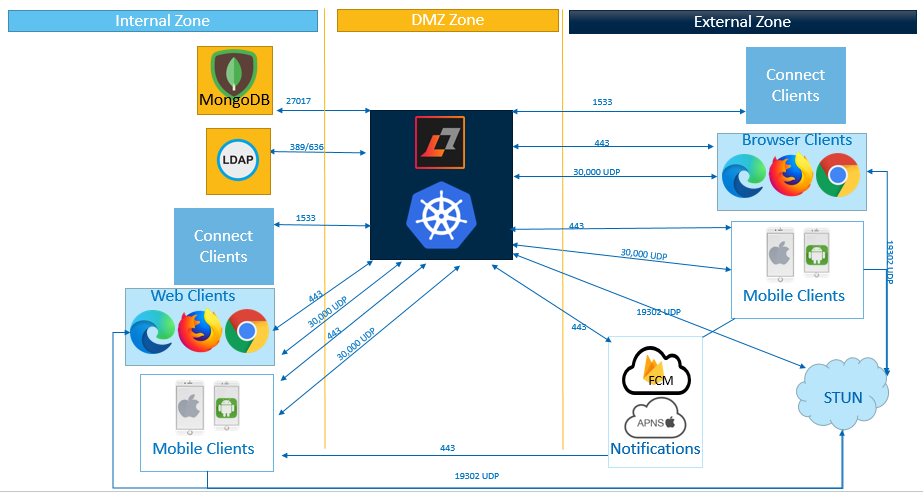 Internal Zone
DMZ Zone
External Zone
MongoDB
27017
1533
Connect
Clients
LDAP
389/636
443
Browser Clients
30,000 UDP
1533
Connect
Clients
443
30,000 UDP
19302 UDP
Mobile Clients
Web Clients
443
30,000 UDP
443
30,000 UDP
19302 UDP
443
FCM
APNS
Notifications
STUN
Mobile Clients
443
19302 UDP